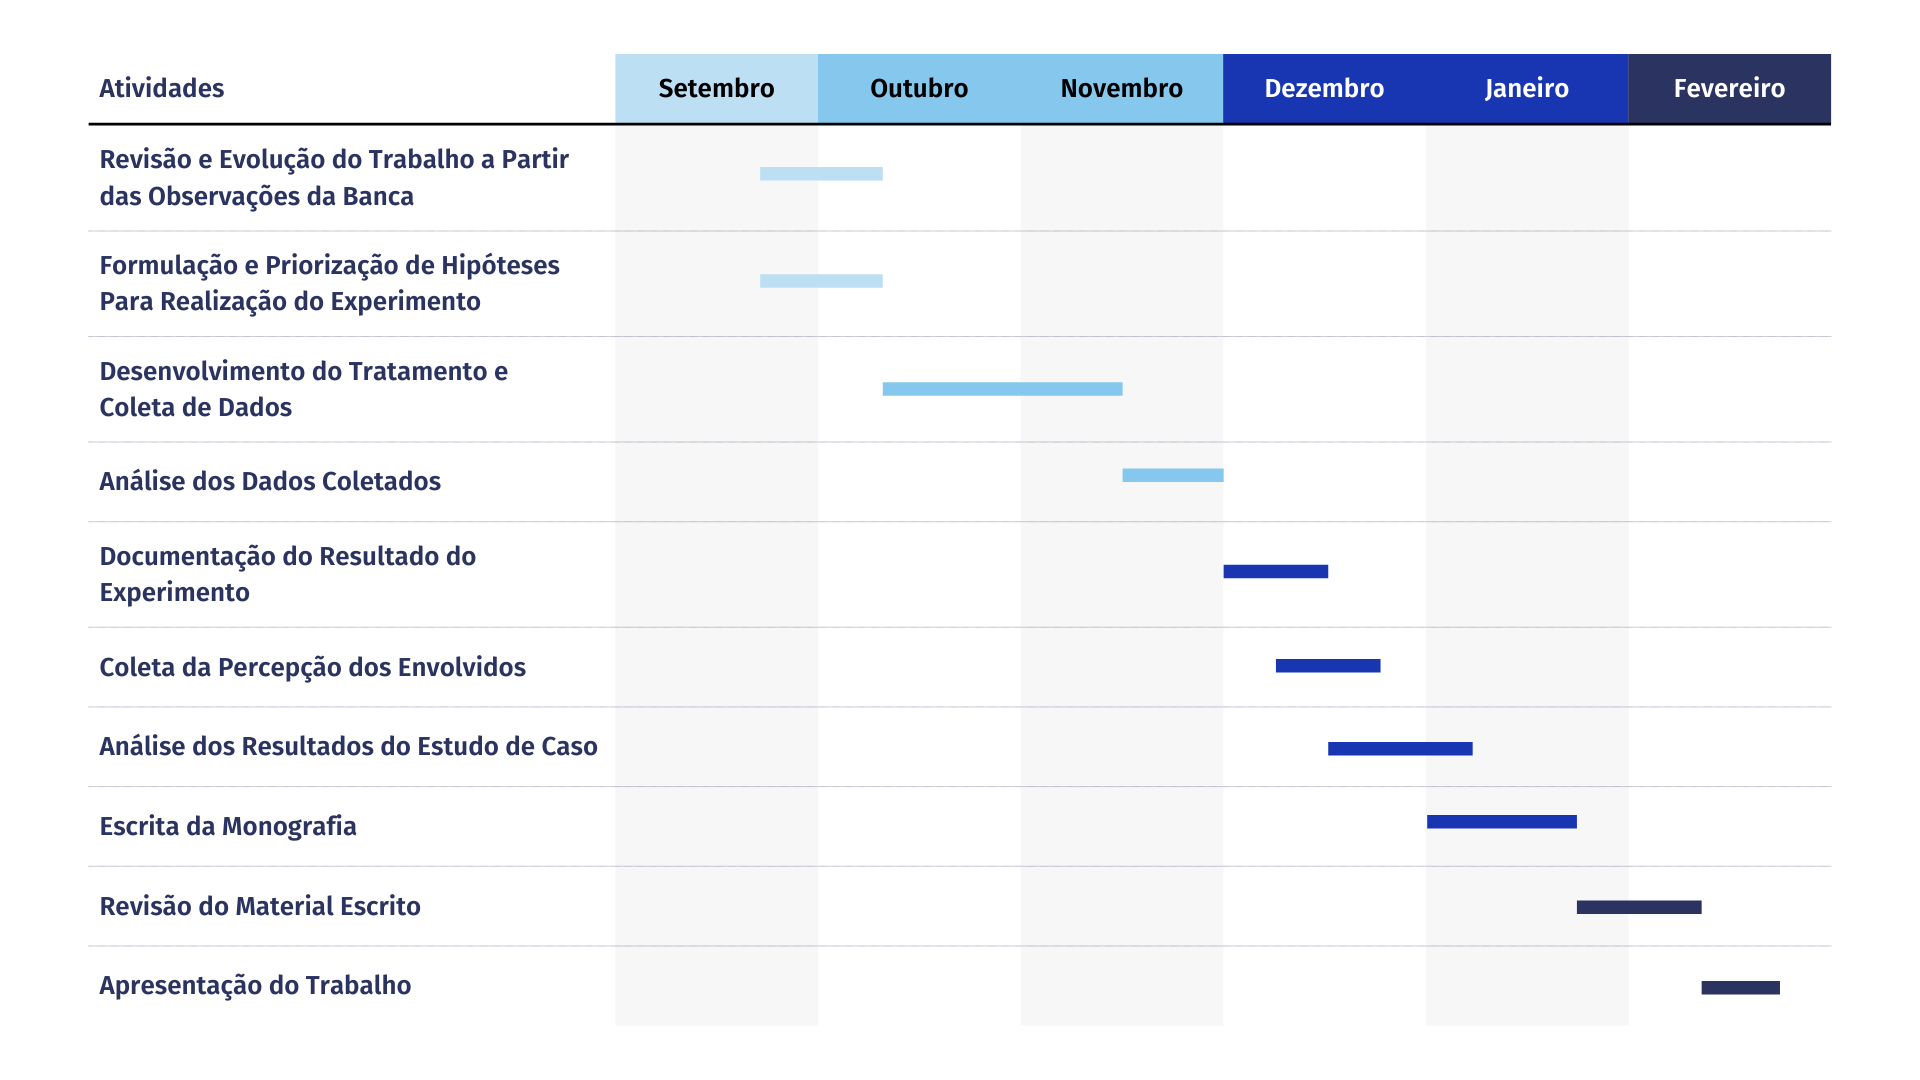 Atividades Setembro Outubro Novembro Dezembro Janeiro Fevereiro
Revisão e Evolução do Trabalho a Partir
das Observações da Banca
Formulação e Priorização de Hipóteses
Para Realização do Experimento
Desenvolvimento do Tratamento e
Coleta de Dados
Análise dos Dados Coletados
Documentação do Resultado do
Experimento
Coleta da Percepção dos Envolvidos
Análise dos Resultados do Estudo de Caso
Escrita da Monografia
Revisão do Material Escrito
Apresentação do Trabalho